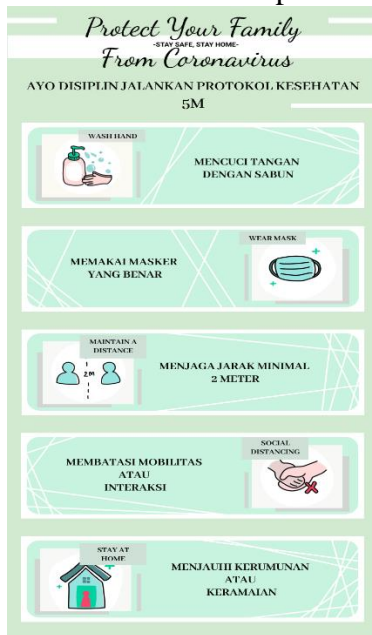 Protect Your Family
-STAY SAFE, STAY HOME-
From Coronavirus
AYO DISIPLIN JALANKAN PROTOKOL KESEHATAN
5M
WASH HAND
MENCUCI TANGAN
DENGAN SABUN
WEAR MASK
MEMAKAI MASKER
YANG BENAR
MAINTAIN A
DISTANCE
2M
MENJAGA JARAK MINIMAL
2 METER
SOCIAL
DISTANCING
MEMBATASI MOBILITAS
ATAU
INTERAKSI
STAY AT
HOME
MENJAUHI KERUMUNAN
ATAU
KERAMAIAN